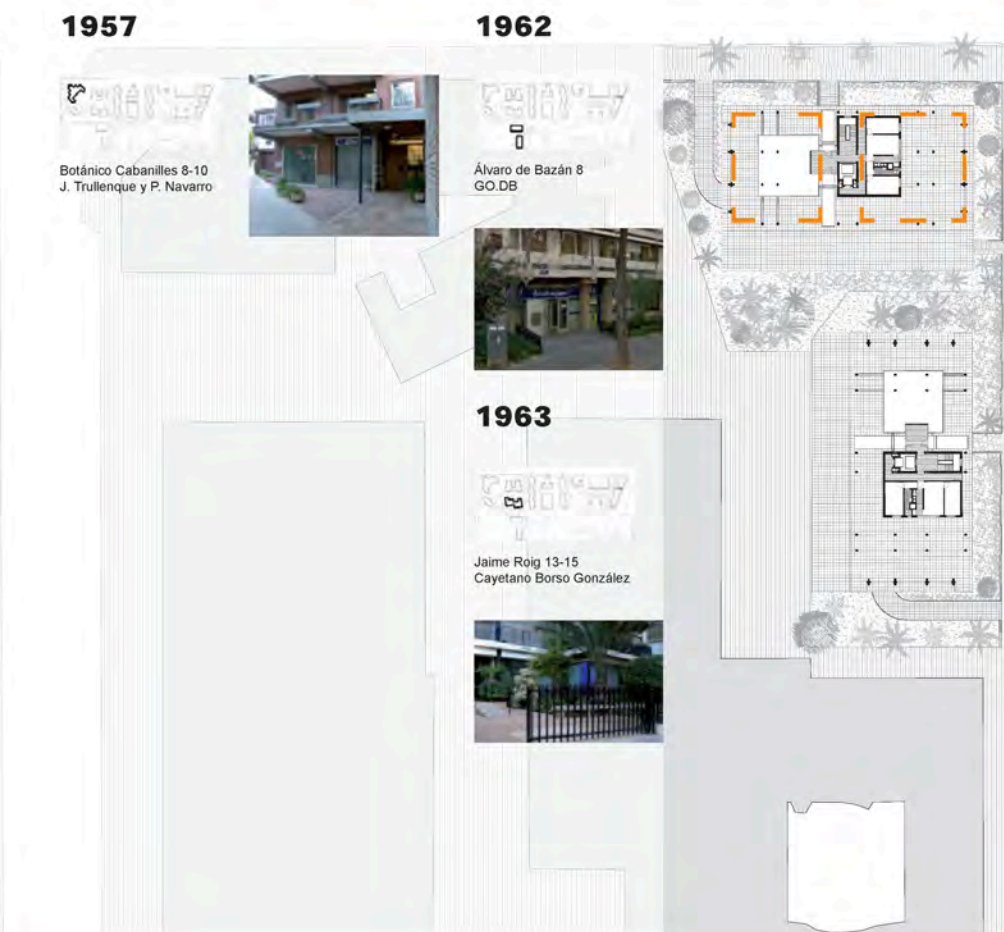 1957
Botánico Cabanilles 8-10
J. Trullenque y P. Navarro
1962
Álvaro de Bazán 8
GO.DB
1963
Jaime Roig 13-15
Cayetano Borso González